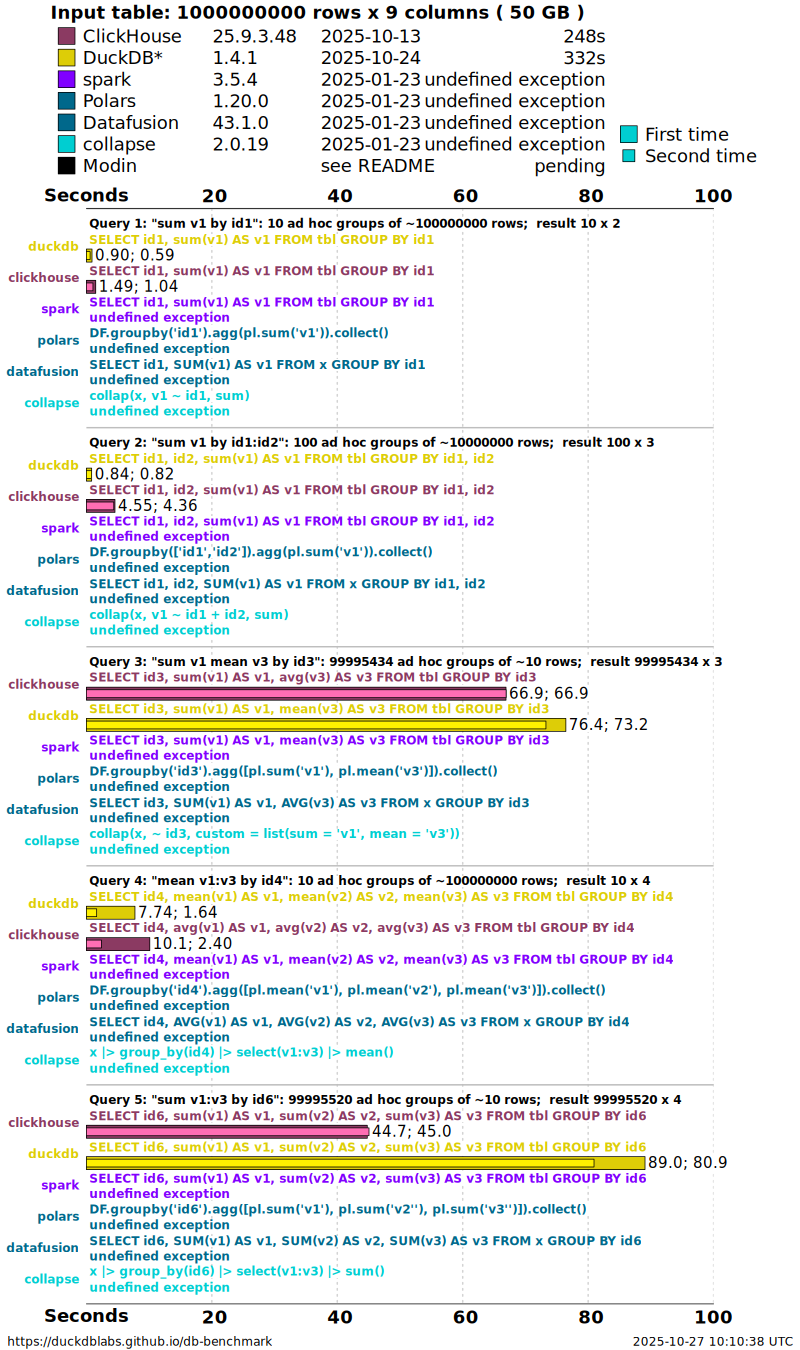 Input table: 1000000000 rows x 9 columns ( 50 GB )
ClickHouse 25.9.3.48 2025-10-13 248s
DuckDB* 1.4.1 2025-10-24 332s
spark 3.5.4 2025-01-23 undefined exception
Polars 1.20.0 2025-01-23 undefined exception
Datafusion 43.1.0 2025-01-23 undefined exception
collapse 2.0.19 2025-01-23 undefined exception
Modin see README pending
First time
Second time
Seconds 20 40 60 80 100
Query 1: "sum v1 by id1": 10 ad hoc groups of ~100000000 rows; result 10 x 2
duckdb SELECT id1, sum(v1) AS v1 FROM tbl GROUP BY id1
0.90; 0.59
clickhouse SELECT id1, sum(v1) AS v1 FROM tbl GROUP BY id1
1.49; 1.04
spark SELECT id1, sum(v1) AS v1 FROM tbl GROUP BY id1
undefined exception
polars DF.groupby('id1').agg(pl.sum('v1')).collect()
undefined exception
datafusion SELECT id1, SUM(v1) AS v1 FROM x GROUP BY id1
undefined exception
collapse collap(x, v1 ~ id1, sum)
undefined exception
Query 2: "sum v1 by id1:id2": 100 ad hoc groups of ~10000000 rows; result 100 x 3
duckdb SELECT id1, id2, sum(v1) AS v1 FROM tbl GROUP BY id1, id2
0.84; 0.82
clickhouse SELECT id1, id2, sum(v1) AS v1 FROM tbl GROUP BY id1, id2
4.55; 4.36
spark SELECT id1, id2, sum(v1) AS v1 FROM tbl GROUP BY id1, id2
undefined exception
polars DF.groupby(['id1','id2']).agg(pl.sum('v1')).collect()
undefined exception
datafusion SELECT id1, id2, SUM(v1) AS v1 FROM x GROUP BY id1, id2
undefined exception
collapse collap(x, v1 ~ id1 + id2, sum)
undefined exception
Query 3: "sum v1 mean v3 by id3": 99995434 ad hoc groups of ~10 rows; result 99995434 x 3
clickhouse SELECT id3, sum(v1) AS v1, avg(v3) AS v3 FROM tbl GROUP BY id3
66.9; 66.9
duckdb SELECT id3, sum(v1) AS v1, mean(v3) AS v3 FROM tbl GROUP BY id3
76.4; 73.2
spark SELECT id3, sum(v1) AS v1, mean(v3) AS v3 FROM tbl GROUP BY id3
undefined exception
polars DF.groupby('id3').agg([pl.sum('v1'), pl.mean('v3')]).collect()
undefined exception
datafusion SELECT id3, SUM(v1) AS v1, AVG(v3) AS v3 FROM x GROUP BY id3
undefined exception
collapse collap(x, ~ id3, custom = list(sum = 'v1', mean = 'v3'))
undefined exception
Query 4: "mean v1:v3 by id4": 10 ad hoc groups of ~100000000 rows; result 10 x 4
duckdb SELECT id4, mean(v1) AS v1, mean(v2) AS v2, mean(v3) AS v3 FROM tbl GROUP BY id4
7.74; 1.64
clickhouse SELECT id4, avg(v1) AS v1, avg(v2) AS v2, avg(v3) AS v3 FROM tbl GROUP BY id4
10.1; 2.40
spark SELECT id4, mean(v1) AS v1, mean(v2) AS v2, mean(v3) AS v3 FROM tbl GROUP BY id4
undefined exception
polars DF.groupby('id4').agg([pl.mean('v1'), pl.mean('v2'), pl.mean('v3')]).collect()
undefined exception
datafusion SELECT id4, AVG(v1) AS v1, AVG(v2) AS v2, AVG(v3) AS v3 FROM x GROUP BY id4
undefined exception
collapse x |> group_by(id4) |> select(v1:v3) |> mean()
undefined exception
Query 5: "sum v1:v3 by id6": 99995520 ad hoc groups of ~10 rows; result 99995520 x 4
clickhouse SELECT id6, sum(v1) AS v1, sum(v2) AS v2, sum(v3) AS v3 FROM tbl GROUP BY id6
44.7; 45.0
duckdb SELECT id6, sum(v1) AS v1, sum(v2) AS v2, sum(v3) AS v3 FROM tbl GROUP BY id6
89.0; 80.9
spark SELECT id6, sum(v1) AS v1, sum(v2) AS v2, sum(v3) AS v3 FROM tbl GROUP BY id6
undefined exception
polars DF.groupby('id6').agg([pl.sum('v1'), pl.sum('v2''), pl.sum('v3'')]).collect()
undefined exception
datafusion SELECT id6, SUM(v1) AS v1, SUM(v2) AS v2, SUM(v3) AS v3 FROM x GROUP BY id6
undefined exception
collapse x |> group_by(id6) |> select(v1:v3) |> sum()
undefined exception
Seconds 20 40 60 80 100
https://duckdblabs.github.io/db-benchmark 2025-10-27 10:10:38 UTC